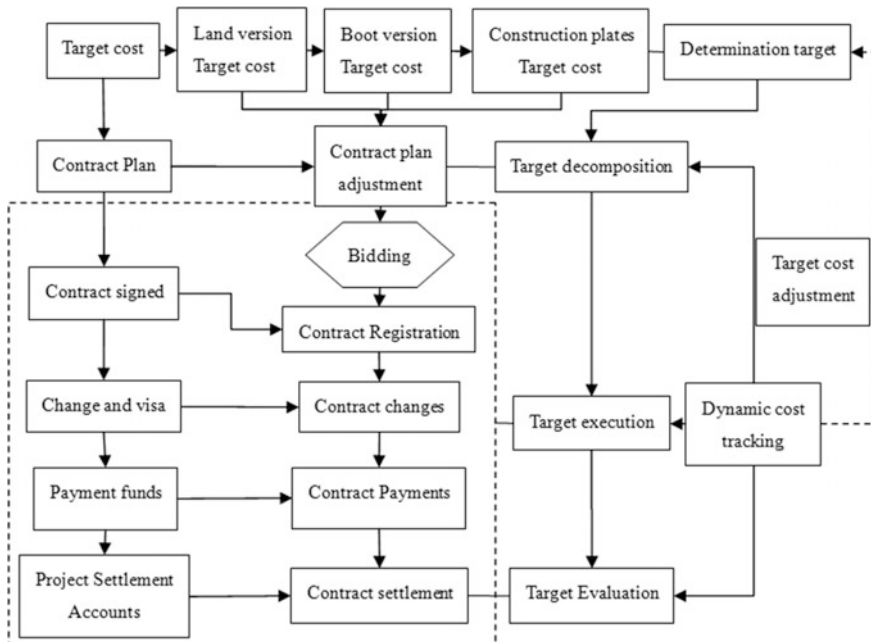 Target cost
Land version
Target cost
Boot version
Target cost
Construction plates
Target cost
Determination target
Contract Plan
Contract plan
adjustment
Target decomposition
Bidding
Target cost
adjustment
Contract signed
Contract Registration
Change and visa
Contract changes
Target execution
Dynamic cost
tracking
Payment funds
Contract Payments
Project Settlement
Accounts
Contract settlement
Target Evaluation